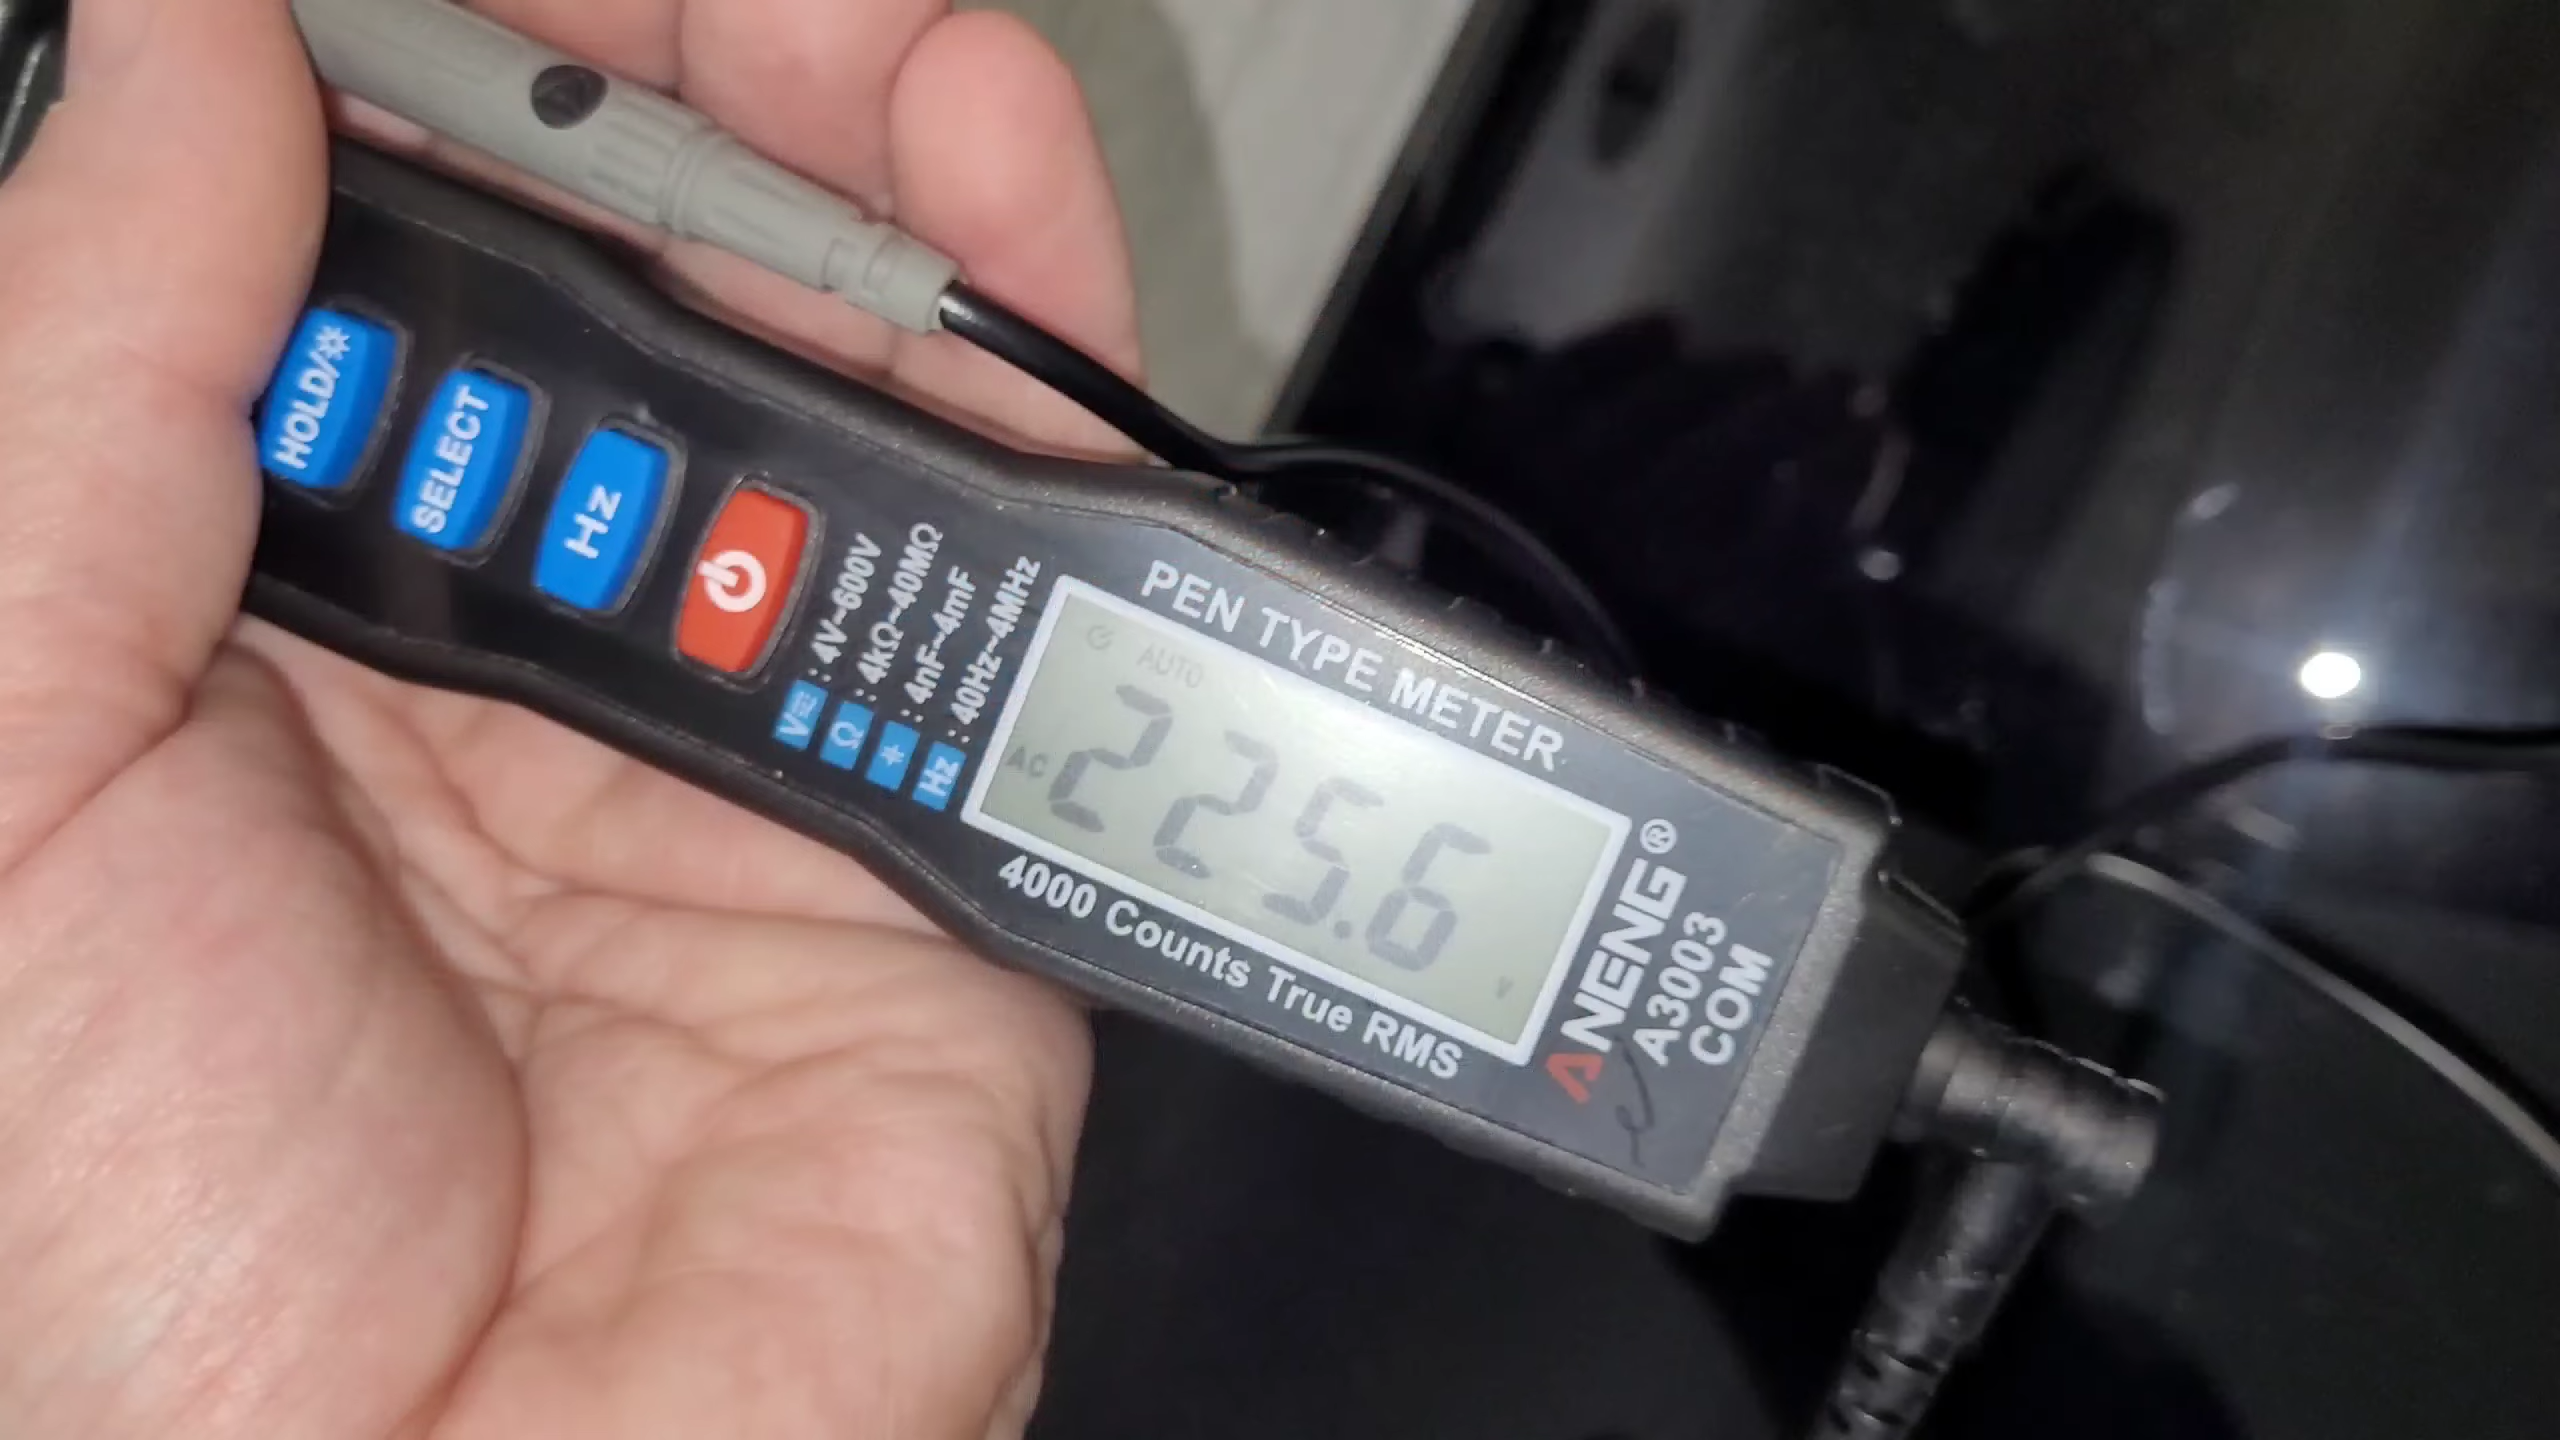 HOLD/☼
SELECT
Hz
V≂ : 4V~600V
Ω : 4kΩ~40MΩ
⊣⊢ : 4nF~4mF
Hz : 40Hz~4MHz
PEN TYPE METER
AUTO
AC
225.6
V
4000 Counts True RMS
ANENG®
A3003
COM